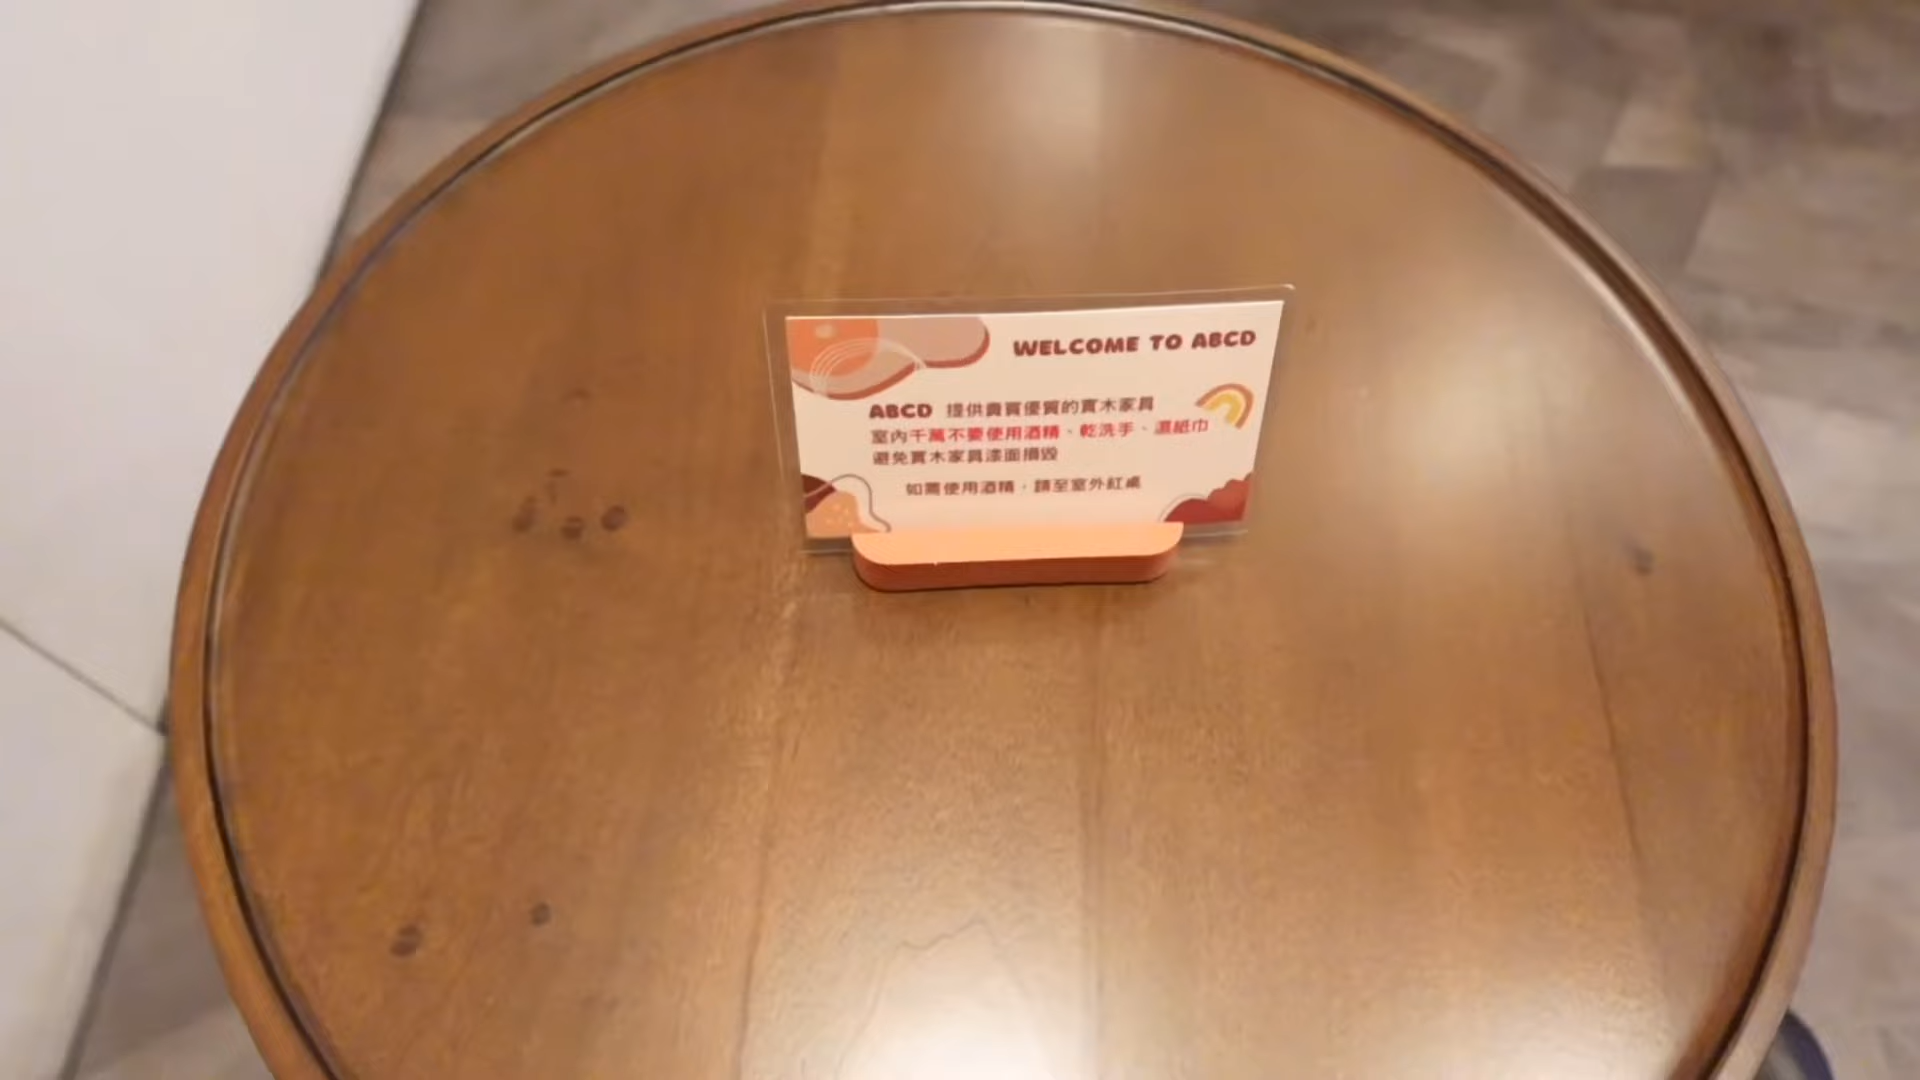 WELCOME TO ABCD
ABCD 提供貴賓優質的實木家具
室內千萬不要使用酒精、乾洗手、濕紙巾
避免實木家具漆面損毀
如需使用酒精，請至室外紅桌